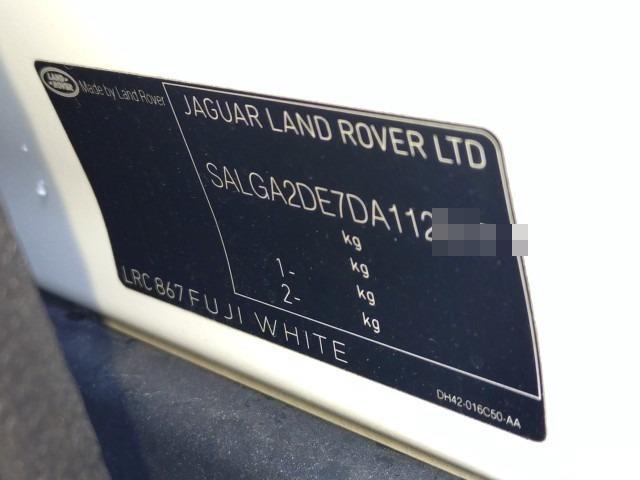 LAND ROVER
Made by Land Rover
JAGUAR LAND ROVER LTD
SALGA2DE7DA112
kg
1- kg
2- kg
kg
LRC 867 FUJI WHITE
DH42-016C50-AA